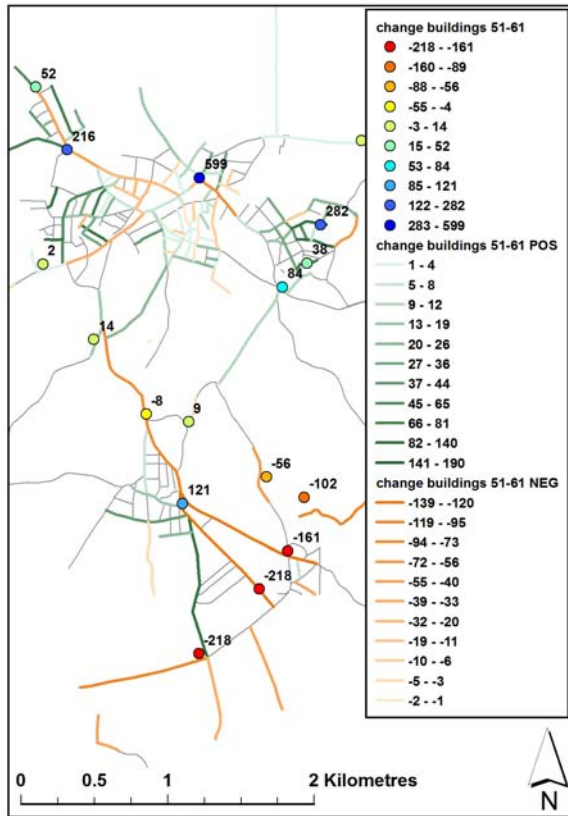 52
216
599
282
38
84
2
14
-8
9
-56
-102
121
-161
-218
-218
change buildings 51-61
-218 - -161
-160 - -89
-88 - -56
-55 - -4
-3 - 14
15 - 52
53 - 84
85 - 121
122 - 282
283 - 599
change buildings 51-61 POS
1 - 4
5 - 8
9 - 12
13 - 19
20 - 26
27 - 36
37 - 44
45 - 65
66 - 81
82 - 140
141 - 190
change buildings 51-61 NEG
-139 - -120
-119 - -95
-94 - -73
-72 - -56
-55 - -40
-39 - -33
-32 - -20
-19 - -11
-10 - -6
-5 - -3
-2 - -1
0 0.5 1 2 Kilometres
N